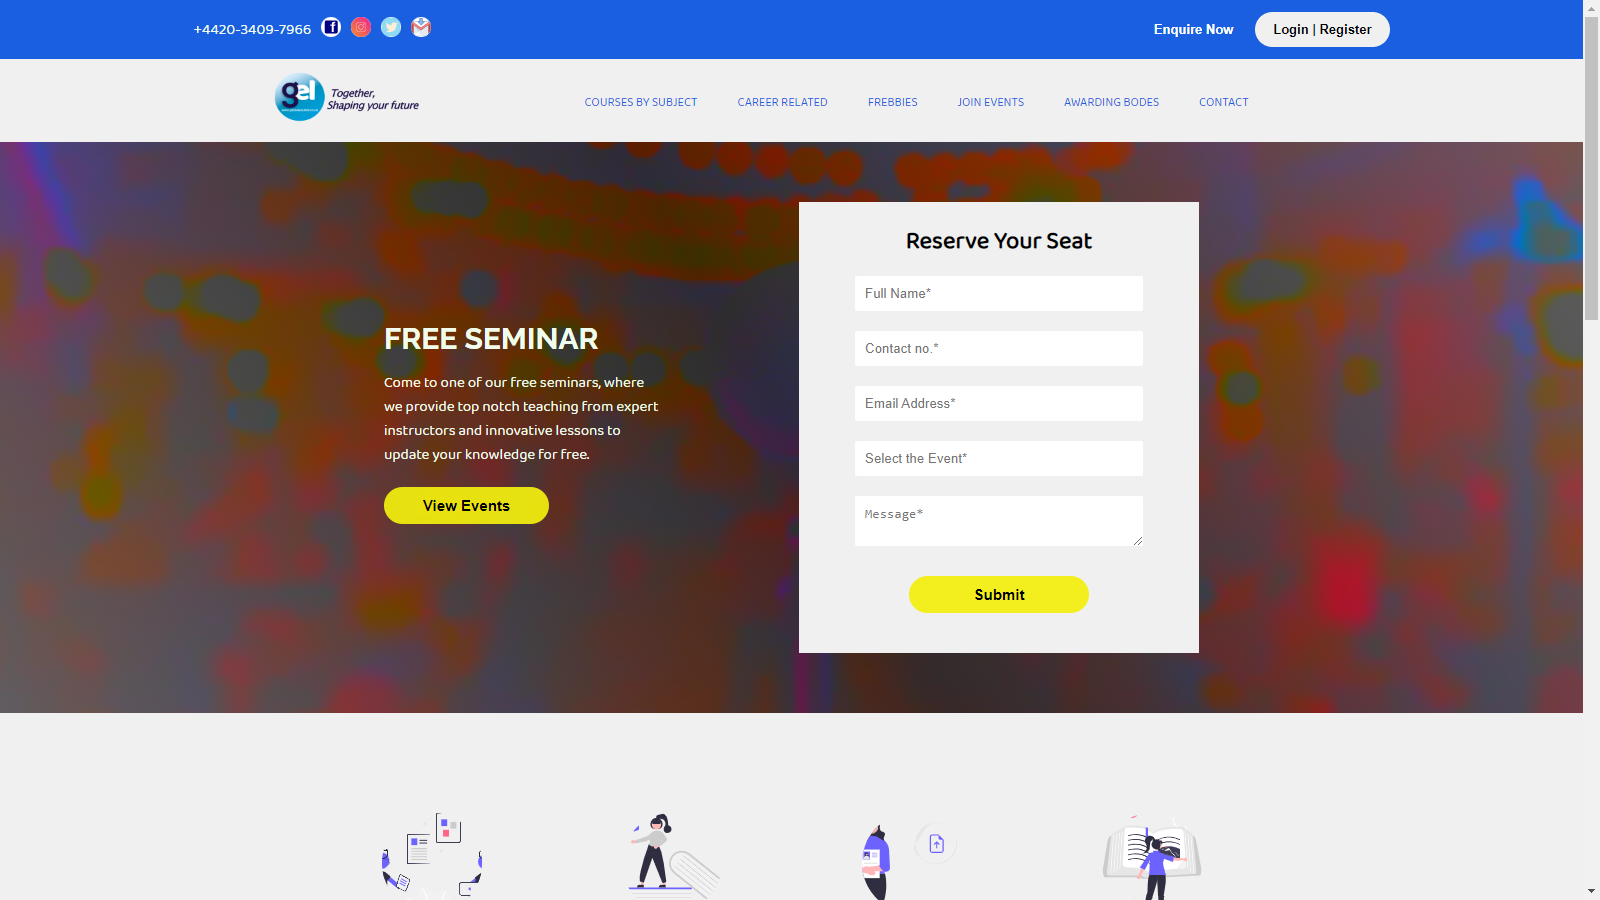 +4420-3409-7966
Enquire Now
Login | Register
gel
Together,
Shaping your future
COURSES BY SUBJECT
CAREER RELATED
FREBBIES
JOIN EVENTS
AWARDING BODES
CONTACT
FREE SEMINAR
Come to one of our free seminars, where
we provide top notch teaching from expert
instructors and innovative lessons to
update your knowledge for free.
View Events
Reserve Your Seat
Full Name*
Contact no.*
Email Address*
Select the Event*
Message*
Submit